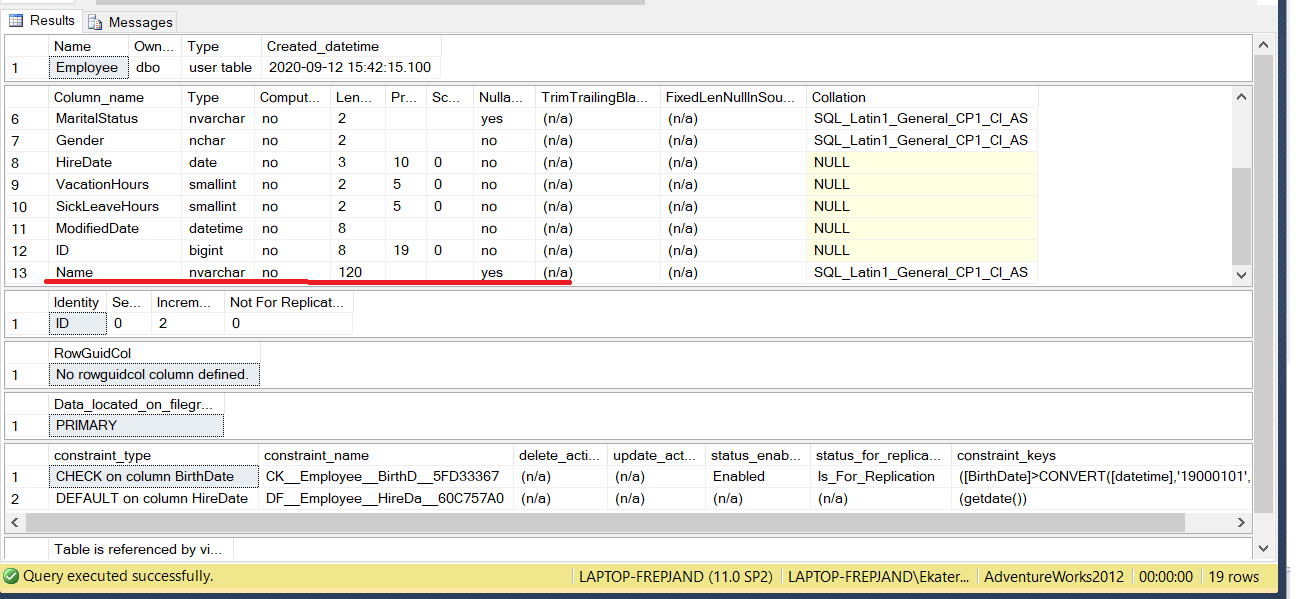 Results Messages
Name Own... Type Created_datetime
1 Employee dbo user table 2020-09-12 15:42:15.100
Column_name Type Comput... Len... Pr... Sc... Nulla... TrimTrailingBla... FixedLenNullInSou... Collation
6 MaritalStatus nvarchar no 2 yes (n/a) (n/a) SQL_Latin1_General_CP1_CI_AS
7 Gender nchar no 2 no (n/a) (n/a) SQL_Latin1_General_CP1_CI_AS
8 HireDate date no 3 10 0 no (n/a) (n/a) NULL
9 VacationHours smallint no 2 5 0 no (n/a) (n/a) NULL
10 SickLeaveHours smallint no 2 5 0 no (n/a) (n/a) NULL
11 ModifiedDate datetime no 8 no (n/a) (n/a) NULL
12 ID bigint no 8 19 0 no (n/a) (n/a) NULL
13 Name nvarchar no 120 yes (n/a) (n/a) SQL_Latin1_General_CP1_CI_AS
Identity Se... Increm... Not For Replicat...
1 ID 0 2 0
RowGuidCol
1 No rowguidcol column defined.
Data_located_on_filegr...
1 PRIMARY
constraint_type constraint_name delete_acti... update_act... status_enab... status_for_replica... constraint_keys
1 CHECK on column BirthDate CK__Employee__BirthD__5FD33367 (n/a) (n/a) Enabled Is_For_Replication ([BirthDate]>CONVERT([datetime],'19000101',
2 DEFAULT on column HireDate DF__Employee__HireDa__60C757A0 (n/a) (n/a) (n/a) (n/a) (getdate())
Table is referenced by vi...
Query executed successfully. LAPTOP-FREPJAND (11.0 SP2) LAPTOP-FREPJAND\Ekater... AdventureWorks2012 00:00:00 19 rows